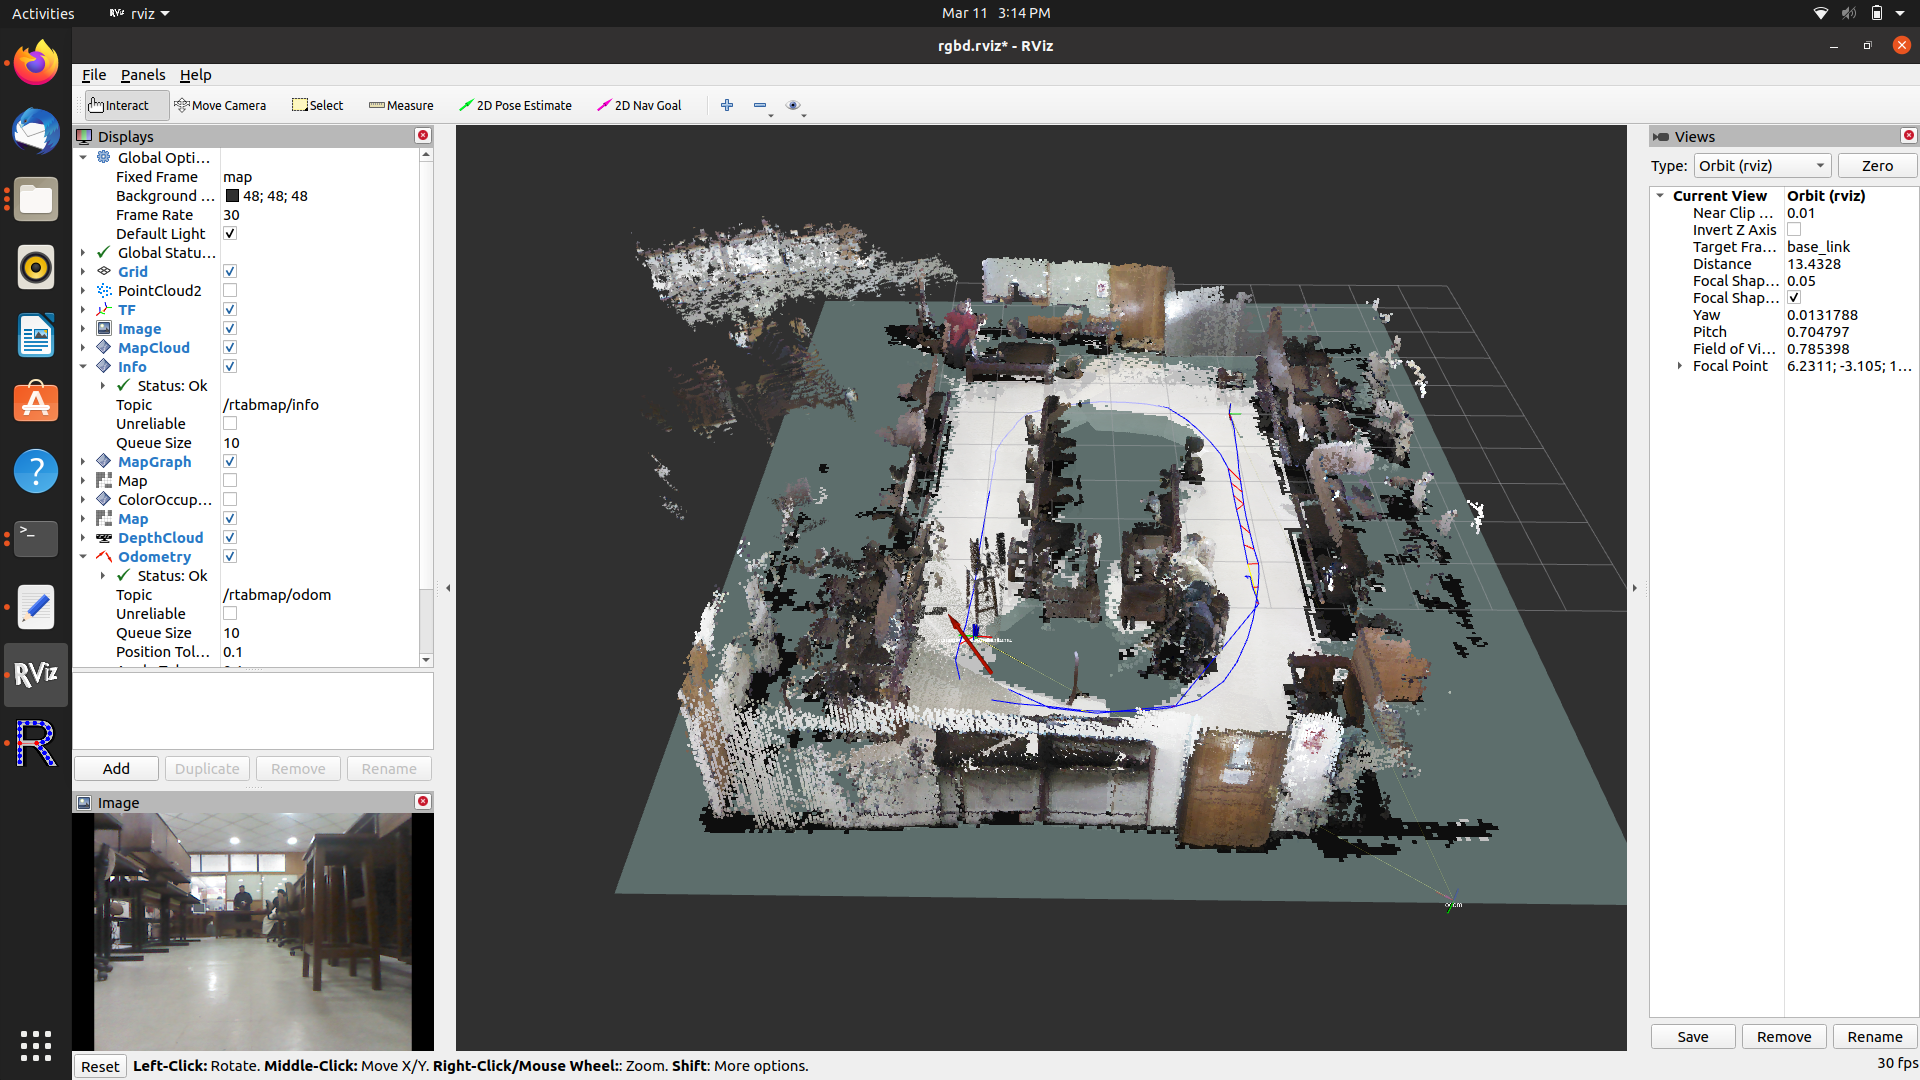 Activities
RViz
rviz
Mar 11 3:14 PM
rgbd.rviz* - RViz
File Panels Help
Interact
Move Camera
Select
Measure
2D Pose Estimate
2D Nav Goal
Displays
Global Opti...
Fixed Frame map
Background ... 48; 48; 48
Frame Rate 30
Default Light
Global Statu...
Grid
PointCloud2
TF
Image
MapCloud
Info
Status: Ok
Topic /rtabmap/info
Unreliable
Queue Size 10
MapGraph
Map
ColorOccup...
Map
DepthCloud
Odometry
Status: Ok
Topic /rtabmap/odom
Unreliable
Queue Size 10
Position Tol... 0.1
Add
Duplicate
Remove
Rename
Image
Views
Type: Orbit (rviz) Zero
Current View Orbit (rviz)
Near Clip ... 0.01
Invert Z Axis
Target Fra... base_link
Distance 13.4328
Focal Shap... 0.05
Focal Shap...
Yaw 0.0131788
Pitch 0.704797
Field of Vi... 0.785398
Focal Point 6.2311; -3.105; 1...
Save
Remove
Rename
RViz
R
Reset
Left-Click: Rotate. Middle-Click: Move X/Y. Right-Click/Mouse Wheel:: Zoom. Shift: More options.
30 fps